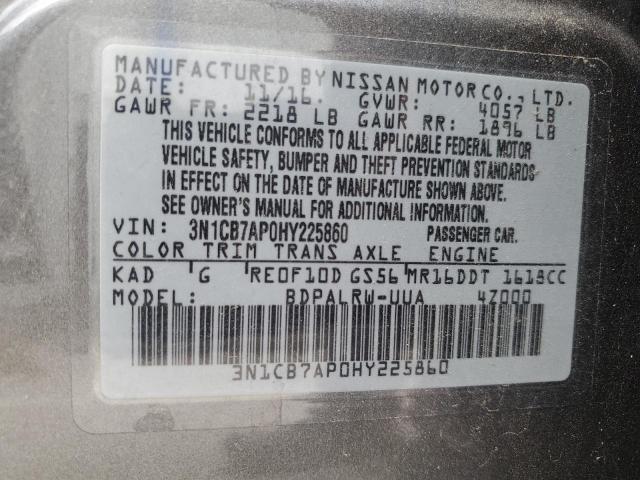 MANUFACTURED BY NISSAN MOTOR CO., LTD.
DATE: 11/16. GVWR: 4057 LB
GAWR FR: 2218 LB GAWR RR: 1896 LB
THIS VEHICLE CONFORMS TO ALL APPLICABLE FEDERAL MOTOR
VEHICLE SAFETY, BUMPER AND THEFT PREVENTION STANDARDS
IN EFFECT ON THE DATE OF MANUFACTURE SHOWN ABOVE.
SEE OWNER'S MANUAL FOR ADDITIONAL INFORMATION.
VIN: 3N1CB7AP0HY225860 PASSENGER CAR.
COLOR TRIM TRANS AXLE ENGINE
KAD G RE0F10D GS56 MR16DDT 1618CC
MODEL: BDPALRW-UUA 4Z000
3N1CB7AP0HY225860